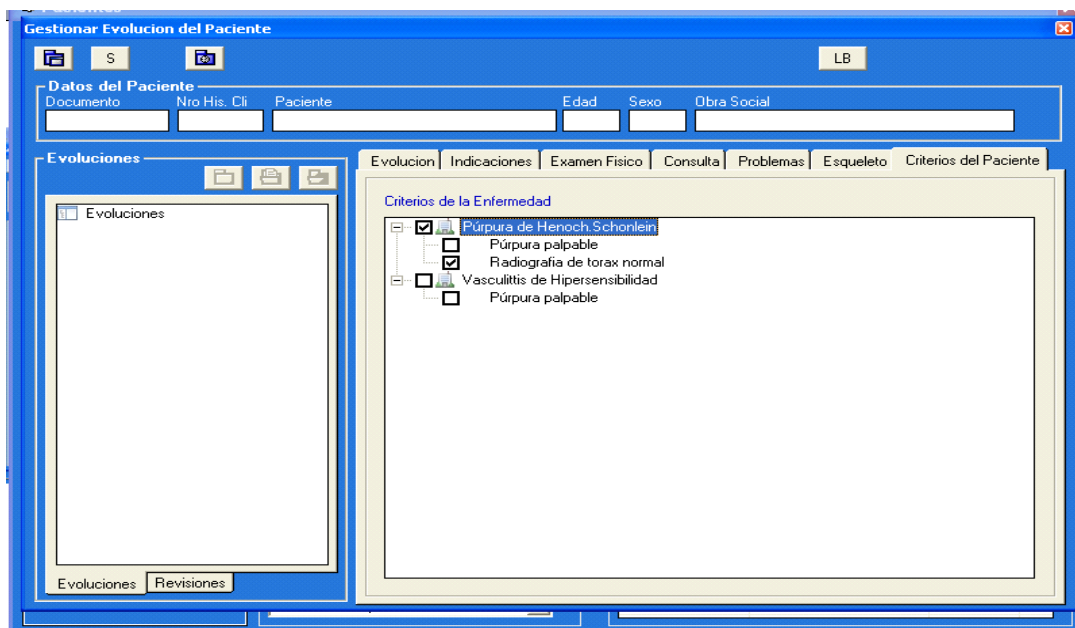 Gestionar Evolucion del Paciente
S
LB
Datos del Paciente
Documento Nro His. Cli Paciente Edad Sexo Obra Social
Evoluciones
Evoluciones
Evoluciones Revisiones
Evolucion Indicaciones Examen Fisico Consulta Problemas Esqueleto Criterios del Paciente
Criterios de la Enfermedad
Púrpura de Henoch.Schonlein
Púrpura palpable
Radiografia de torax normal
Vasculittis de Hipersensibilidad
Púrpura palpable